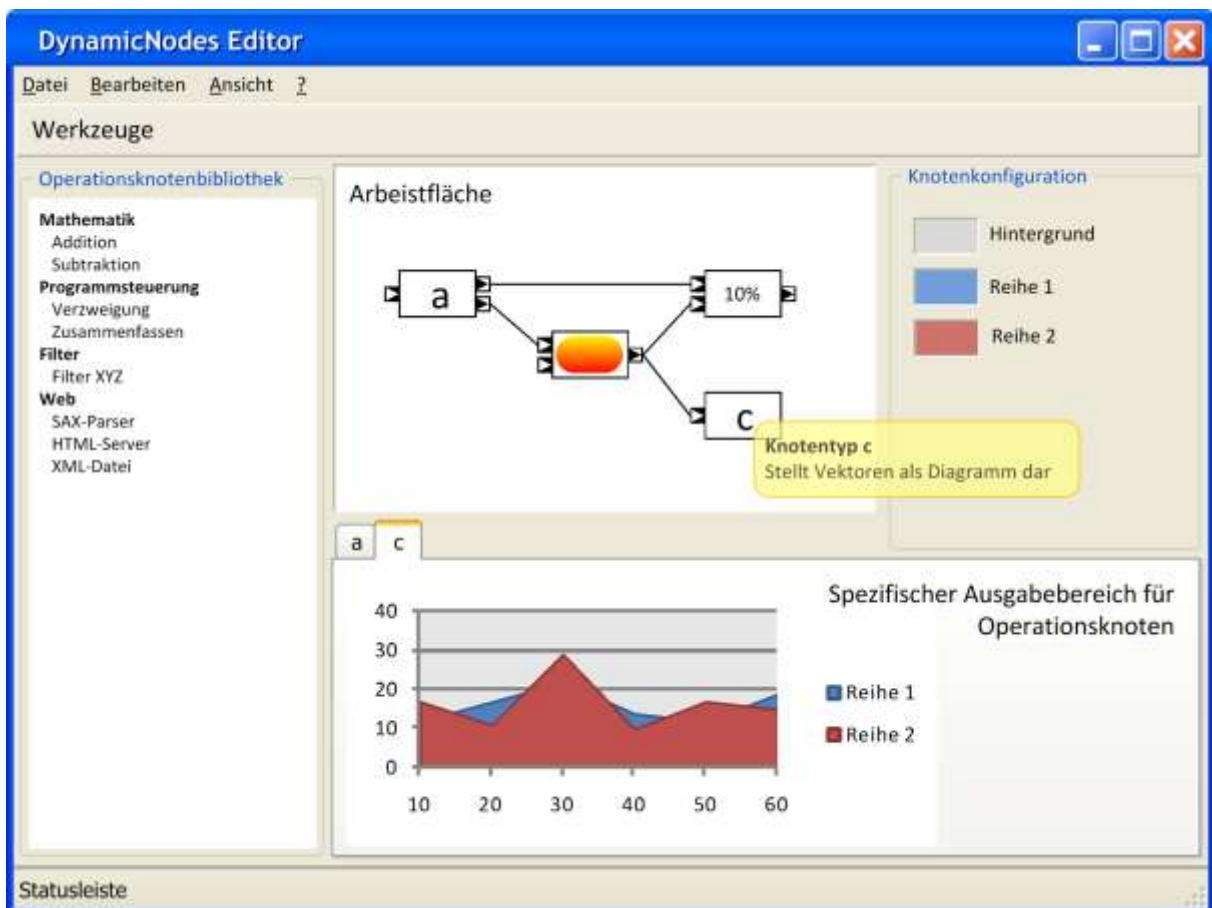 DynamicNodes Editor
Datei Bearbeiten Ansicht ?
Werkzeuge
Operationsknotenbibliothek
Mathematik
Addition
Subtraktion
Programmsteuerung
Verzweigung
Zusammenfassen
Filter
Filter XYZ
Web
SAX-Parser
HTML-Server
XML-Datei
Arbeistfläche
a
10%
c
Knotentyp c
Stellt Vektoren als Diagramm dar
Knotenkonfiguration
Hintergrund
Reihe 1
Reihe 2
a c
Spezifischer Ausgabebereich für
Operationsknoten
40
30
20
10
0
10 20 30 40 50 60
Reihe 1
Reihe 2
Statusleiste